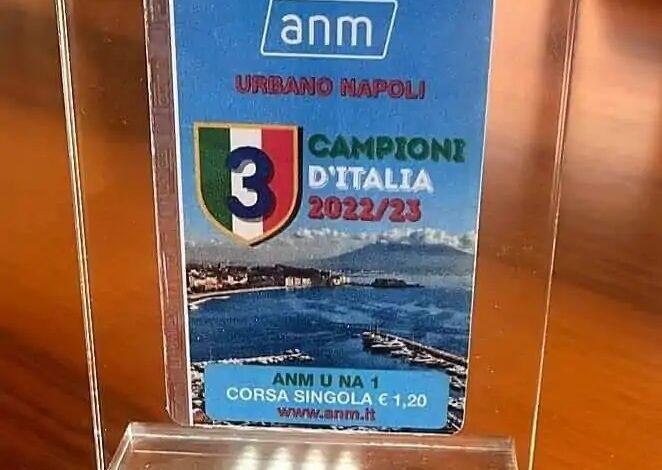 anm
URBANO NAPOLI
3
CAMPIONI
D'ITALIA
2022/23
ANM U NA 1
CORSA SINGOLA € 1,20
www.anm.it